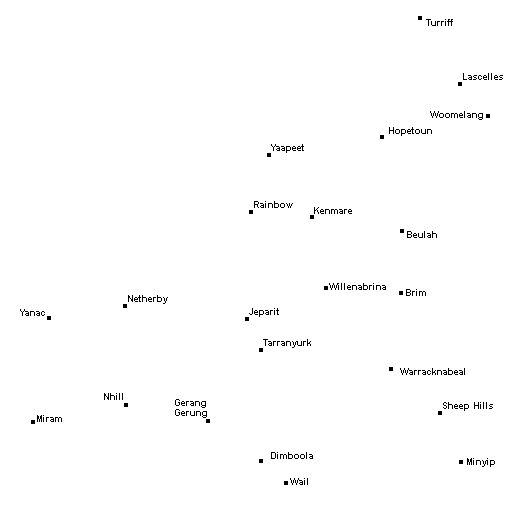 Turriff
Lascelles
Woomelang
Hopetoun
Yaapeet
Rainbow
Kenmare
Beulah
Willenabrina
Brim
Netherby
Yanac
Jeparit
Tarranyurk
Warracknabeal
Nhill
Gerang
Gerung
Sheep Hills
Miram
Dimboola
Minyip
Wail